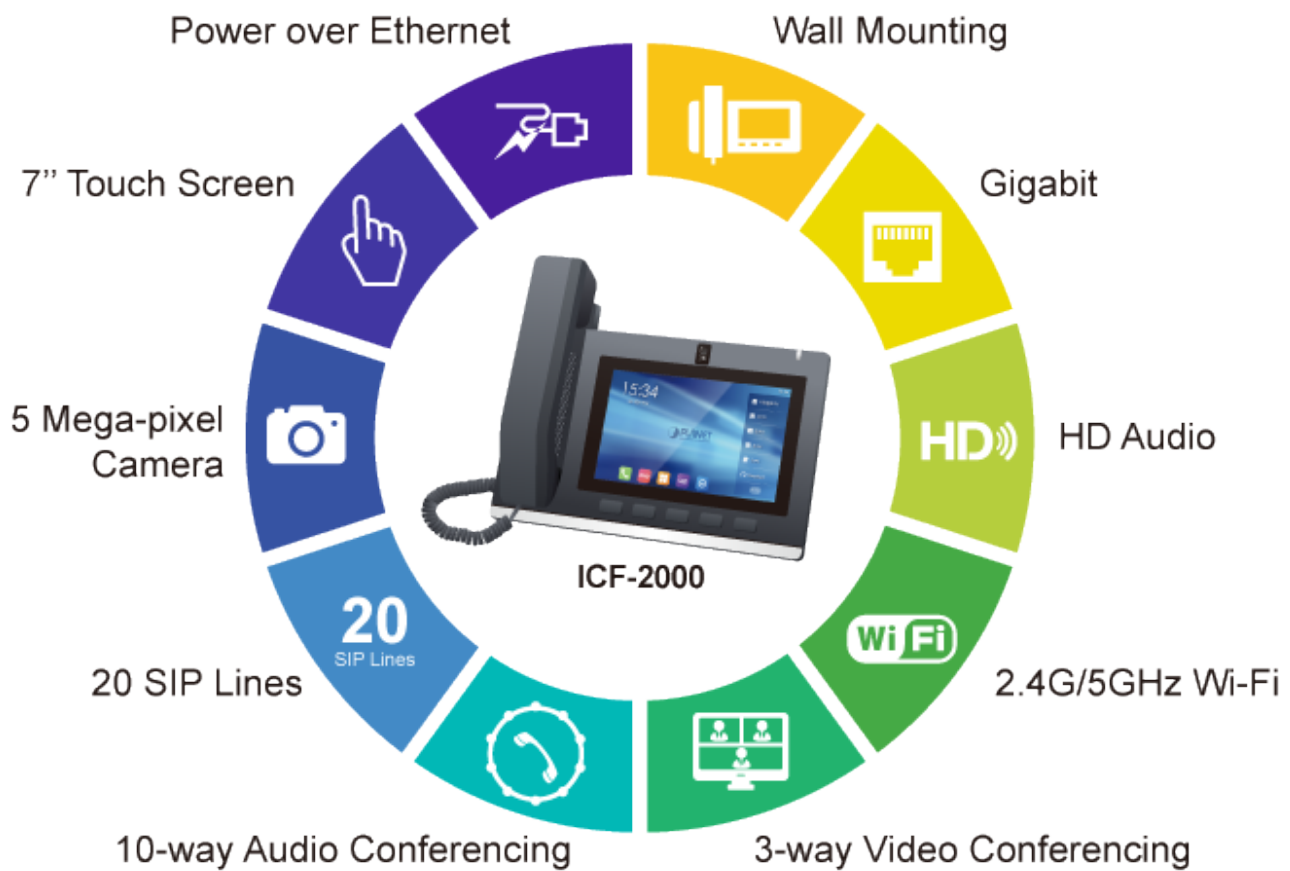 Power over Ethernet
Wall Mounting
7’’ Touch Screen
Gigabit
15:34
PLANET
5 Mega-pixel
Camera
HD
HD Audio
ICF-2000
20
SIP Lines
Wi Fi
20 SIP Lines
2.4G/5GHz Wi-Fi
10-way Audio Conferencing
3-way Video Conferencing